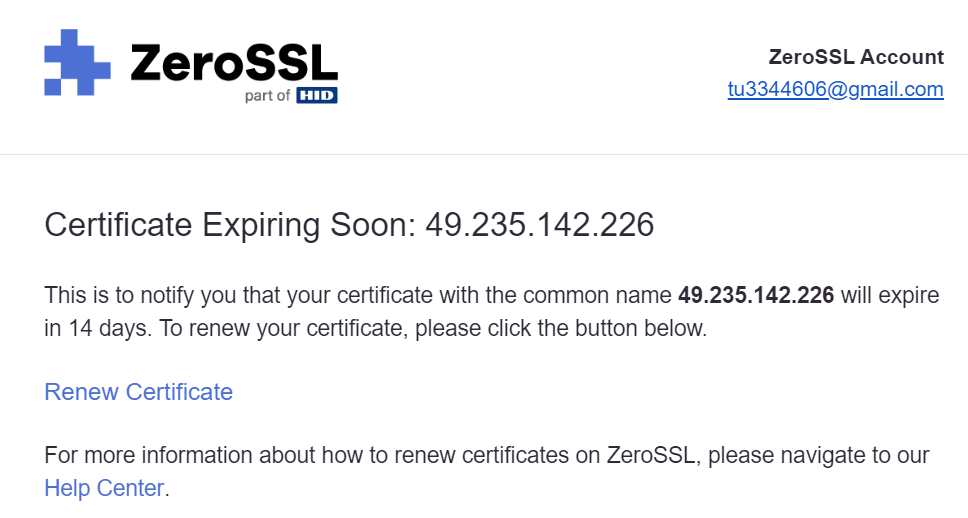 ZeroSSL
part of HID
ZeroSSL Account
tu3344606@gmail.com
Certificate Expiring Soon: 49.235.142.226
This is to notify you that your certificate with the common name 49.235.142.226 will expire
in 14 days. To renew your certificate, please click the button below.
Renew Certificate
For more information about how to renew certificates on ZeroSSL, please navigate to our
Help Center.